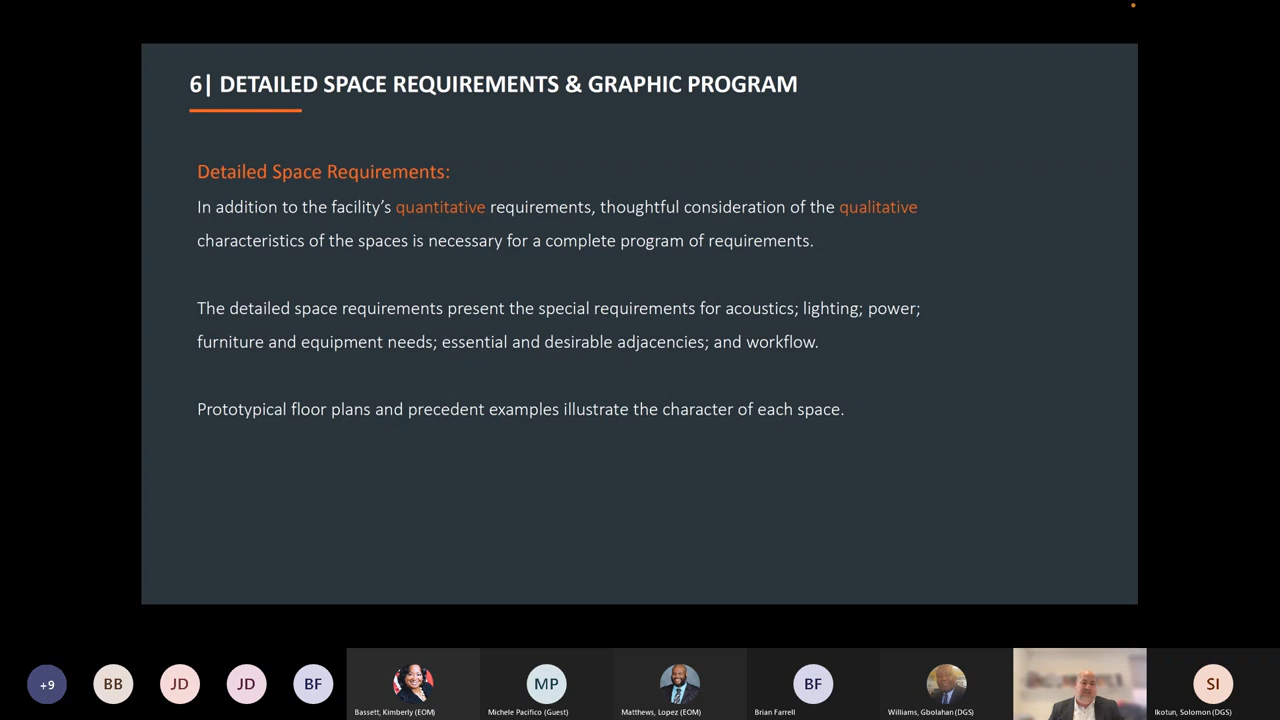 6| DETAILED SPACE REQUIREMENTS & GRAPHIC PROGRAM
Detailed Space Requirements:
In addition to the facility's quantitative requirements, thoughtful consideration of the qualitative
characteristics of the spaces is necessary for a complete program of requirements.
The detailed space requirements present the special requirements for acoustics; lighting; power;
furniture and equipment needs; essential and desirable adjacencies; and workflow.
Prototypical floor plans and precedent examples illustrate the character of each space.
+9
BB
JD
JD
BF
MP
BF
SI
Bassett, Kimberly (EOM)
Michele Pacifico (Guest)
Matthews, Lopez (EOM)
Brian Farrell
Williams, Gbolahan (DGS)
Ikotun, Solomon (DGS)